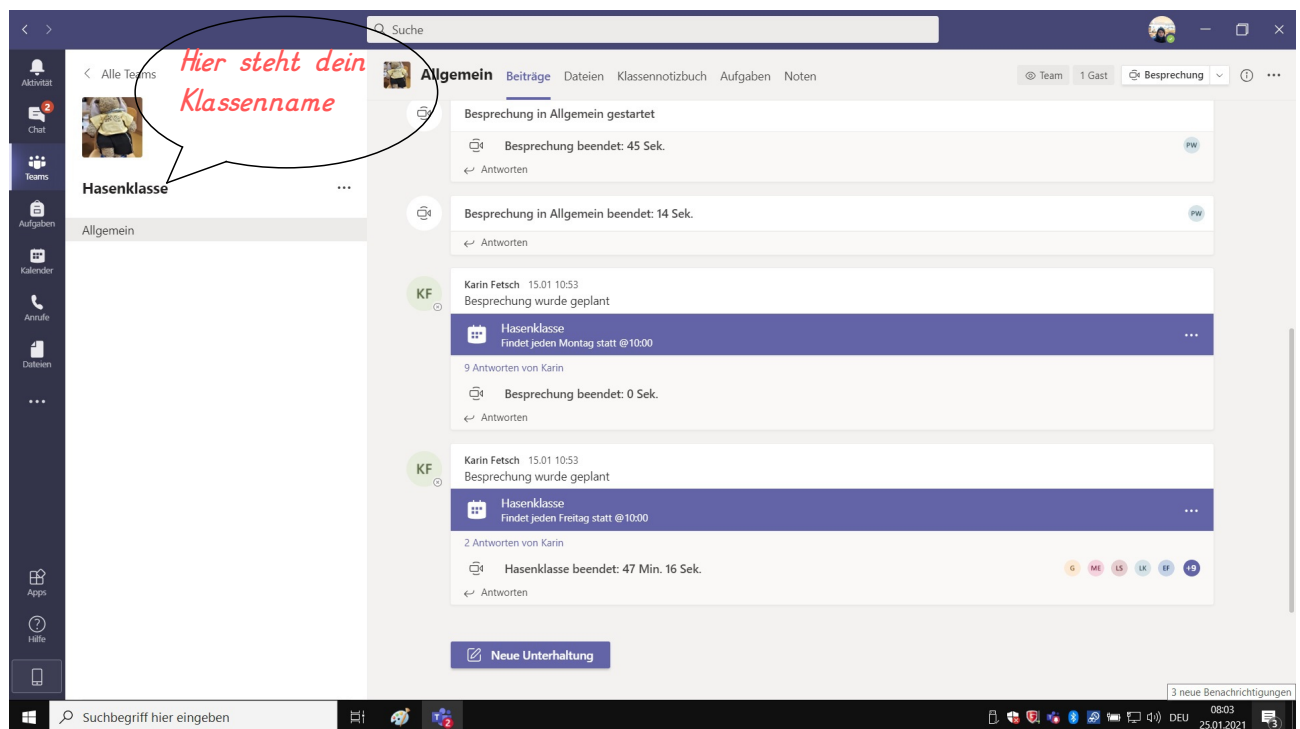 Suche
Aktivität
2
Chat
Teams
Aufgaben
Kalender
Anrufe
Dateien
Apps
Hilfe
Alle Teams
Hier steht dein
Klassenname
Hasenklasse
Allgemein
Allgemein Beiträge Dateien Klassennotizbuch Aufgaben Noten
Team 1 Gast Besprechung
Besprechung in Allgemein gestartet
Besprechung beendet: 45 Sek. PW
Antworten
Besprechung in Allgemein beendet: 14 Sek. PW
Antworten
KF
Karin Fetsch 15.01 10:53
Besprechung wurde geplant
Hasenklasse
Findet jeden Montag statt @10:00
9 Antworten von Karin
Besprechung beendet: 0 Sek.
Antworten
KF
Karin Fetsch 15.01 10:53
Besprechung wurde geplant
Hasenklasse
Findet jeden Freitag statt @10:00
2 Antworten von Karin
Hasenklasse beendet: 47 Min. 16 Sek. G ME LS LK EF +9
Antworten
Neue Unterhaltung
3 neue Benachrichtigungen
Suchbegriff hier eingeben
T 2
DEU
08:03
25.01.2021
3